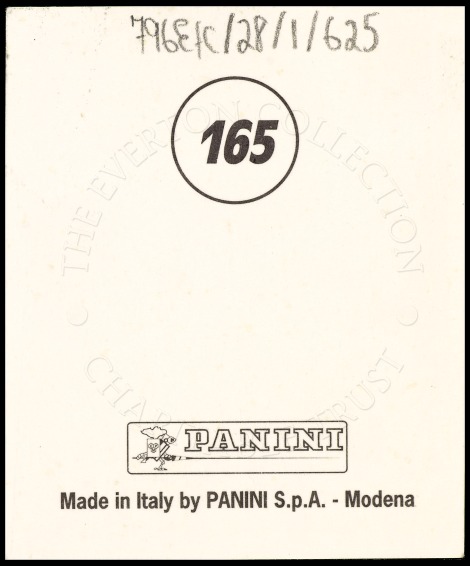 796EFC/28/1/625
165
THE EVERTON COLLECTION
CHARITABLE TRUST
PANINI
Made in Italy by PANINI S.p.A. - Modena